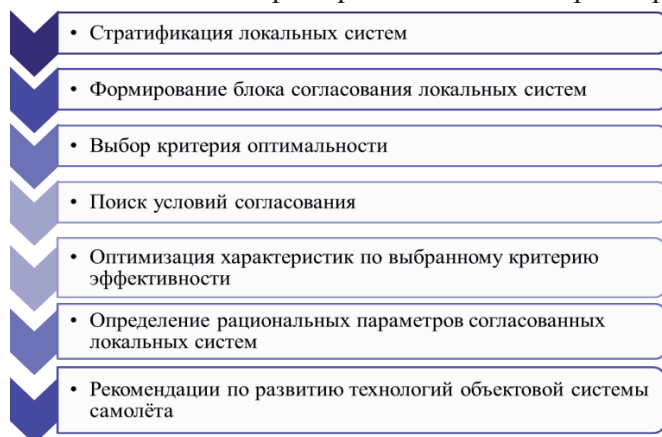 • Стратификация локальных систем
• Формирование блока согласования локальных систем
• Выбор критерия оптимальности
• Поиск условий согласования
• Оптимизация характеристик по выбранному критерию
эффективности
• Определение рациональных параметров согласованных
локальных систем
• Рекомендации по развитию технологий объектовой системы
самолёта